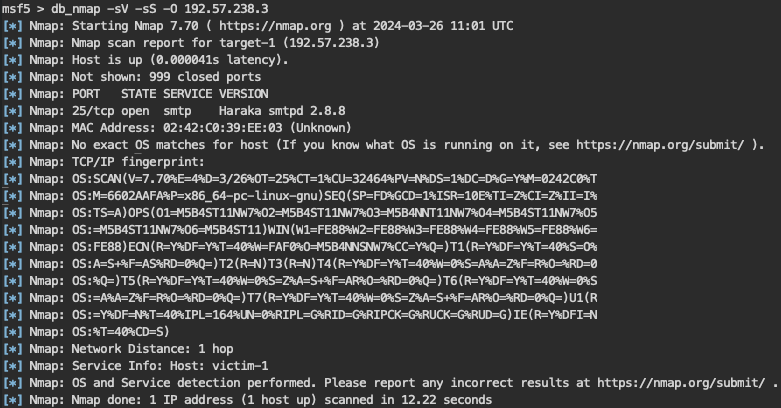 msf5 > db_nmap -sV -sS -O 192.57.238.3
[*] Nmap: Starting Nmap 7.70 ( https://nmap.org ) at 2024-03-26 11:01 UTC
[*] Nmap: Nmap scan report for target-1 (192.57.238.3)
[*] Nmap: Host is up (0.000041s latency).
[*] Nmap: Not shown: 999 closed ports
[*] Nmap: PORT   STATE SERVICE VERSION
[*] Nmap: 25/tcp open  smtp    Haraka smtpd 2.8.8
[*] Nmap: MAC Address: 02:42:C0:39:EE:03 (Unknown)
[*] Nmap: No exact OS matches for host (If you know what OS is running on it, see https://nmap.org/submit/ ).
[*] Nmap: TCP/IP fingerprint:
[*] Nmap: OS:SCAN(V=7.70%E=4%D=3/26%OT=25%CT=1%CU=32464%PV=N%DS=1%DC=D%G=Y%M=0242C0%T
[*] Nmap: OS:M=6602AAFA%P=x86_64-pc-linux-gnu)SEQ(SP=FD%GCD=1%ISR=10E%TI=Z%CI=Z%II=I%
[*] Nmap: OS:TS=A)OPS(O1=M5B4ST11NW7%O2=M5B4ST11NW7%O3=M5B4NNT11NW7%O4=M5B4ST11NW7%O5
[*] Nmap: OS:=M5B4ST11NW7%O6=M5B4ST11)WIN(W1=FE88%W2=FE88%W3=FE88%W4=FE88%W5=FE88%W6=
[*] Nmap: OS:FE88)ECN(R=Y%DF=Y%T=40%W=FAF0%O=M5B4NNSNW7%CC=Y%Q=)T1(R=Y%DF=Y%T=40%S=O%
[*] Nmap: OS:A=S+%F=AS%RD=0%Q=)T2(R=N)T3(R=N)T4(R=Y%DF=Y%T=40%W=0%S=A%A=Z%F=R%O=%RD=0
[*] Nmap: OS:%Q=)T5(R=Y%DF=Y%T=40%W=0%S=Z%A=S+%F=AR%O=%RD=0%Q=)T6(R=Y%DF=Y%T=40%W=0%S
[*] Nmap: OS:=A%A=Z%F=R%O=%RD=0%Q=)T7(R=Y%DF=Y%T=40%W=0%S=Z%A=S+%F=AR%O=%RD=0%Q=)U1(R
[*] Nmap: OS:=Y%DF=N%T=40%IPL=164%UN=0%RIPL=G%RID=G%RIPCK=G%RUCK=G%RUD=G)IE(R=Y%DFI=N
[*] Nmap: OS:%T=40%CD=S)
[*] Nmap: Network Distance: 1 hop
[*] Nmap: Service Info: Host: victim-1
[*] Nmap: OS and Service detection performed. Please report any incorrect results at https://nmap.org/submit/ .
[*] Nmap: Nmap done: 1 IP address (1 host up) scanned in 12.22 seconds